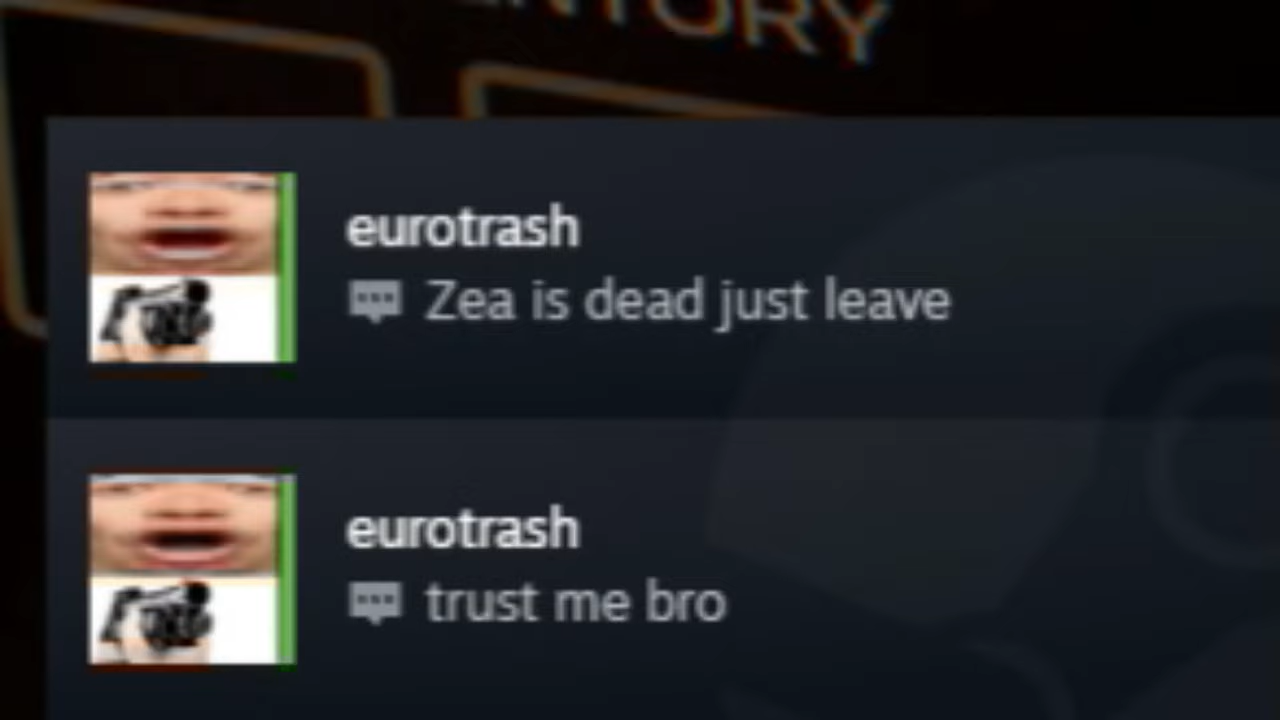 eurotrash
Zea is dead just leave
eurotrash
trust me bro